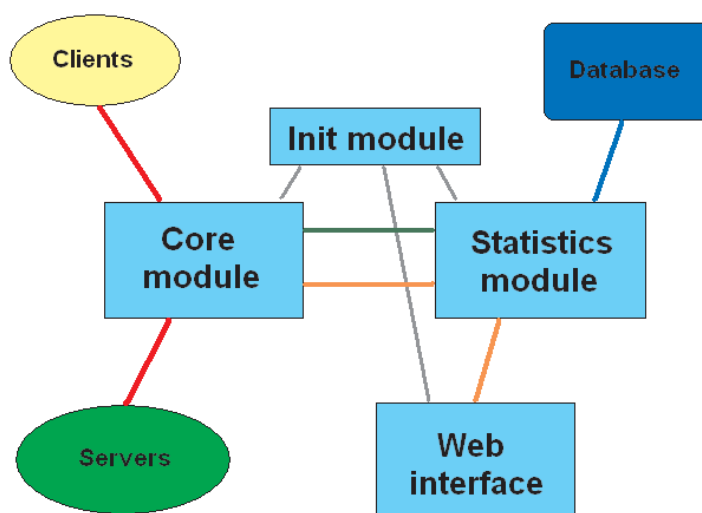 Clients
Database
Init module
Core
module
Statistics
module
Servers
Web
interface